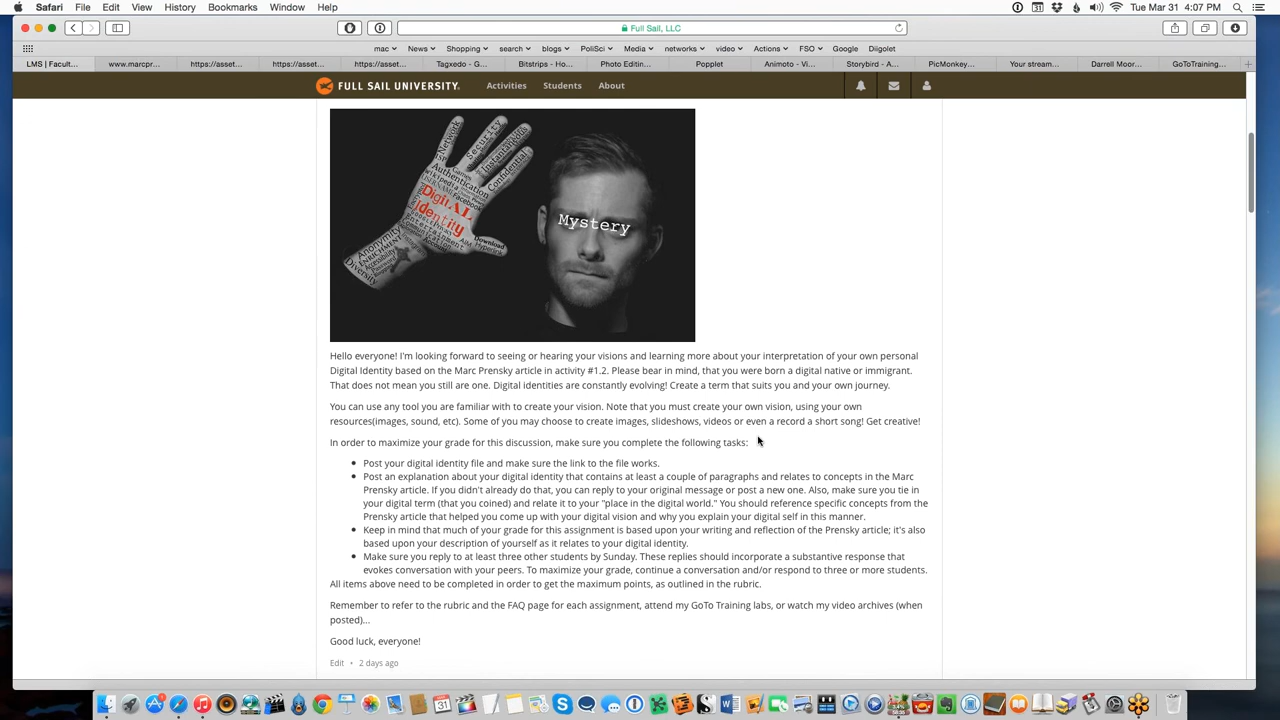 Safari File Edit View History Bookmarks Window Help Tue Mar 31 4:07 PM
Full Sail, LLC
mac News Shopping search blogs PoliSci Media networks video Actions FSO Google Diigolet
LMS | Facult... www.marcpr... https://asset... https://asset... https://asset... Tagxedo - G... Bitstrips - Ho... Photo Editin... Popplet Animoto - Vi... Storybird - A... PicMonkey... Your stream... Darrell Moor... GoToTraining...
FULL SAIL UNIVERSITY. Activities Students About
Network
Security
Instantaneous
Confidential
Authentication
Facebook
Digital
Identity
Download
Anonymity
Diversity
Mystery
Hello everyone! I'm looking forward to seeing or hearing your visions and learning more about your interpretation of your own personal
Digital Identity based on the Marc Prensky article in activity #1.2. Please bear in mind, that you were born a digital native or immigrant.
That does not mean you still are one. Digital identities are constantly evolving! Create a term that suits you and your own journey.
You can use any tool you are familiar with to create your vision. Note that you must create your own vision, using your own
resources(images, sound, etc). Some of you may choose to create images, slideshows, videos or even a record a short song! Get creative!
In order to maximize your grade for this discussion, make sure you complete the following tasks:
• Post your digital identity file and make sure the link to the file works.
• Post an explanation about your digital identity that contains at least a couple of paragraphs and relates to concepts in the Marc
Prensky article. If you didn't already do that, you can reply to your original message or post a new one. Also, make sure you tie in
your digital term (that you coined) and relate it to your "place in the digital world." You should reference specific concepts from the
Prensky article that helped you come up with your digital vision and why you explain your digital self in this manner.
• Keep in mind that much of your grade for this assignment is based upon your writing and reflection of the Prensky article; it's also
based upon your description of yourself as it relates to your digital identity.
• Make sure you reply to at least three other students by Sunday. These replies should incorporate a substantive response that
evokes conversation with your peers. To maximize your grade, continue a conversation and/or respond to three or more students.
All items above need to be completed in order to get the maximum points, as outlined in the rubric.
Remember to refer to the rubric and the FAQ page for each assignment, attend my GoTo Training labs, or watch my video archives (when
posted)...
Good luck, everyone!
Edit • 2 days ago